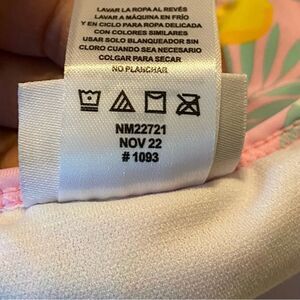 LAVAR LA ROPA AL REVÉS
LAVAR A MÁQUINA EN FRÍO
Y EN CICLO PARA ROPA DELICADA
CON COLORES SIMILARES
USAR SOLO BLANQUEADOR SIN
CLORO CUANDO SEA NECESARIO
COLGAR PARA SECAR
NO PLANCHAR
NM22721
NOV 22
# 1093